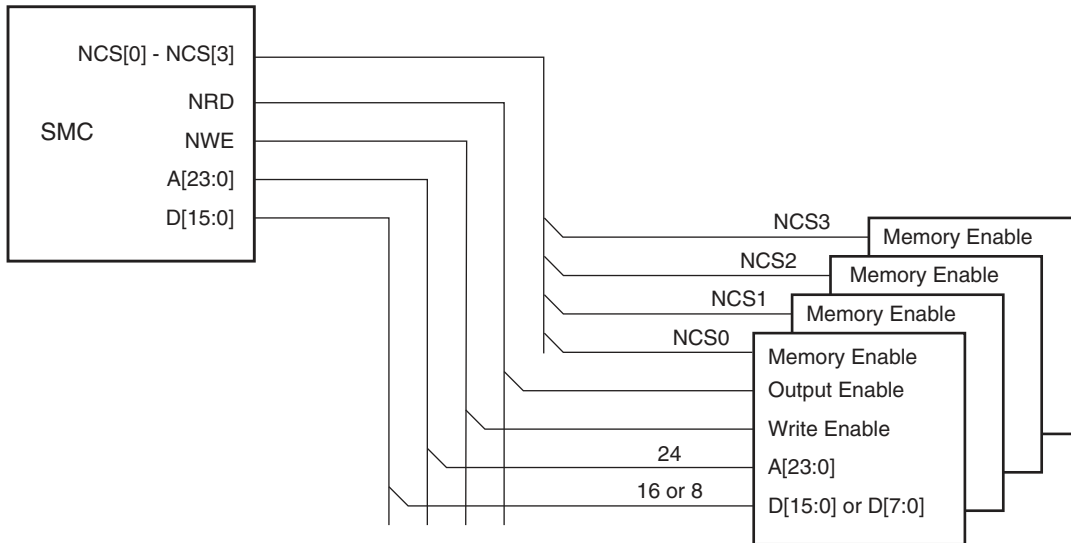 NCS[0] - NCS[3]
NRD
SMC
NWE
A[23:0]
D[15:0]
NCS3
Memory Enable
NCS2
Memory Enable
NCS1
Memory Enable
NCS0
Memory Enable
Output Enable
Write Enable
24
A[23:0]
16 or 8
D[15:0] or D[7:0]